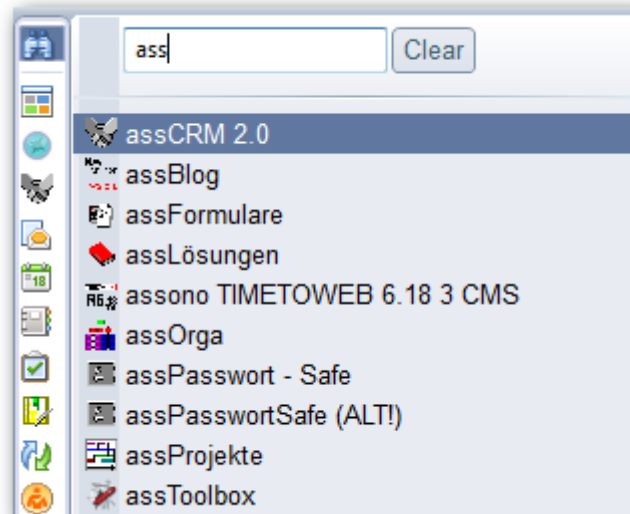 ass
Clear
assCRM 2.0
assBlog
assFormulare
assLösungen
assono TIMETOWEB 6.18 3 CMS
assOrga
assPasswort - Safe
assPasswortSafe (ALT!)
assProjekte
assToolbox
18